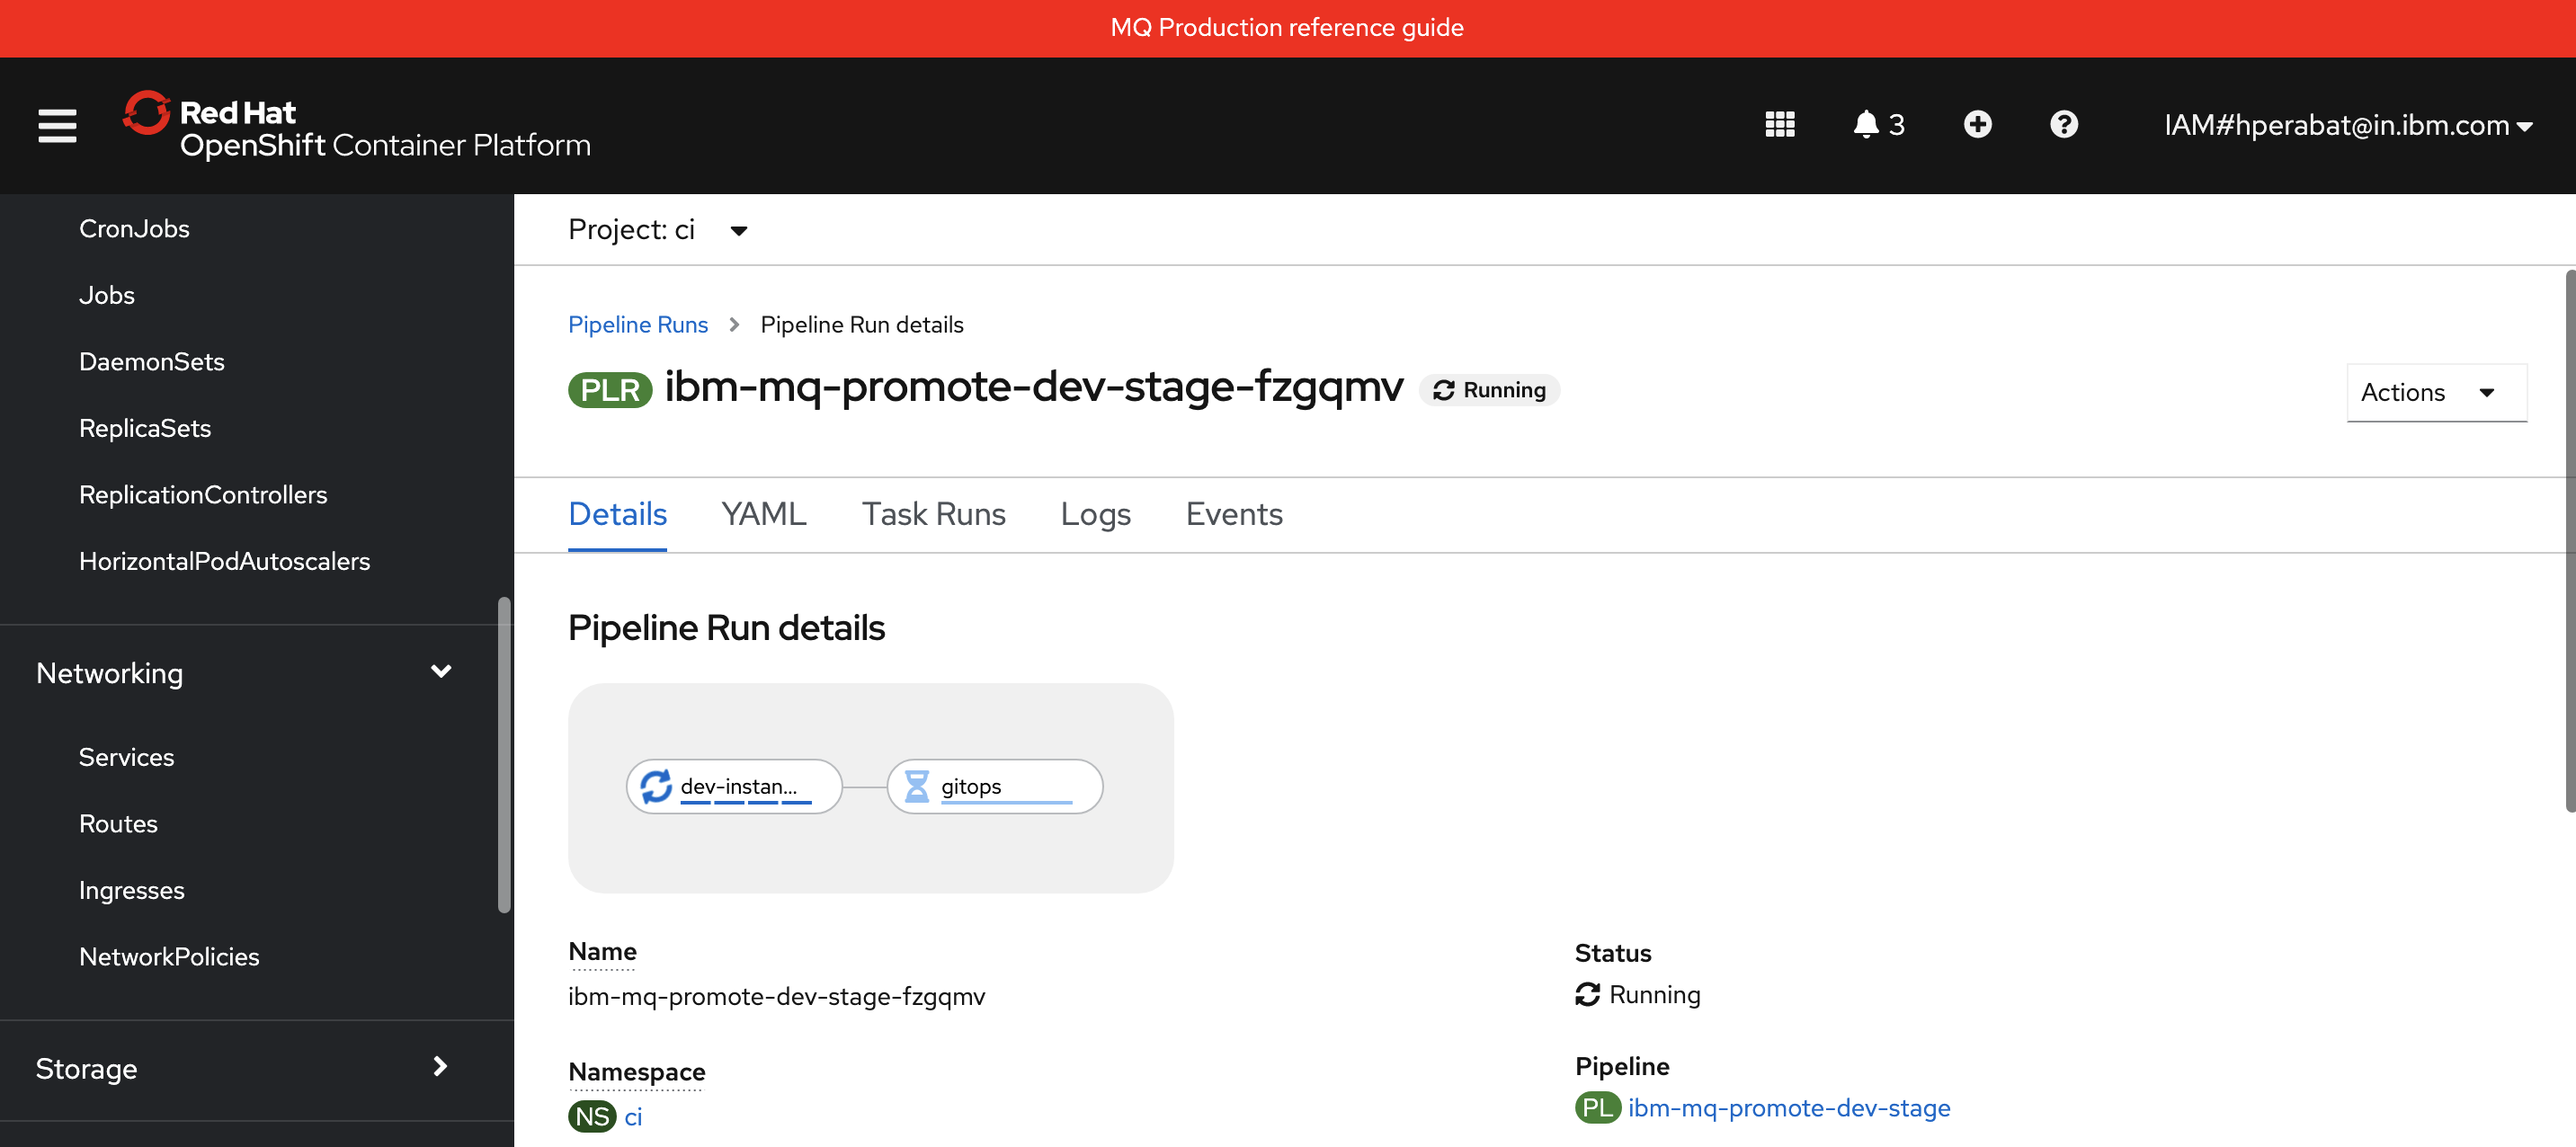 MQ Production reference guide
Red Hat
OpenShift Container Platform
3
IAM#hperabat@in.ibm.com
CronJobs
Jobs
DaemonSets
ReplicaSets
ReplicationControllers
HorizontalPodAutoscalers
Networking
Services
Routes
Ingresses
NetworkPolicies
Storage
Project: ci
Pipeline Runs > Pipeline Run details
PLR ibm-mq-promote-dev-stage-fzgqmv Running
Actions
Details YAML Task Runs Logs Events
Pipeline Run details
dev-instan... gitops
Name
ibm-mq-promote-dev-stage-fzgqmv
Namespace
NS ci
Status
Running
Pipeline
PL ibm-mq-promote-dev-stage